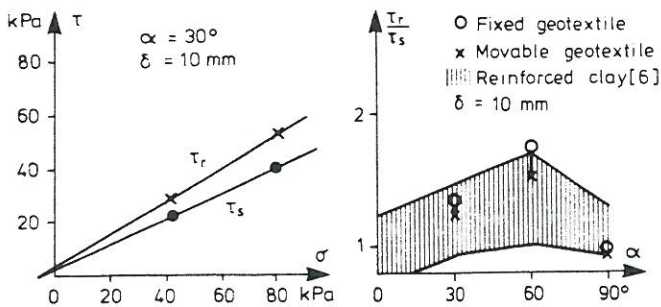 kPa τ
α = 30°
δ = 10 mm
80
60
40
20
τr
τs
σ
0 20 40 60 80 kPa
τr
τs
O Fixed geotextile
x Movable geotextile
Reinforced clay[6]
δ = 10 mm
2
1
α
0 30 60 90°